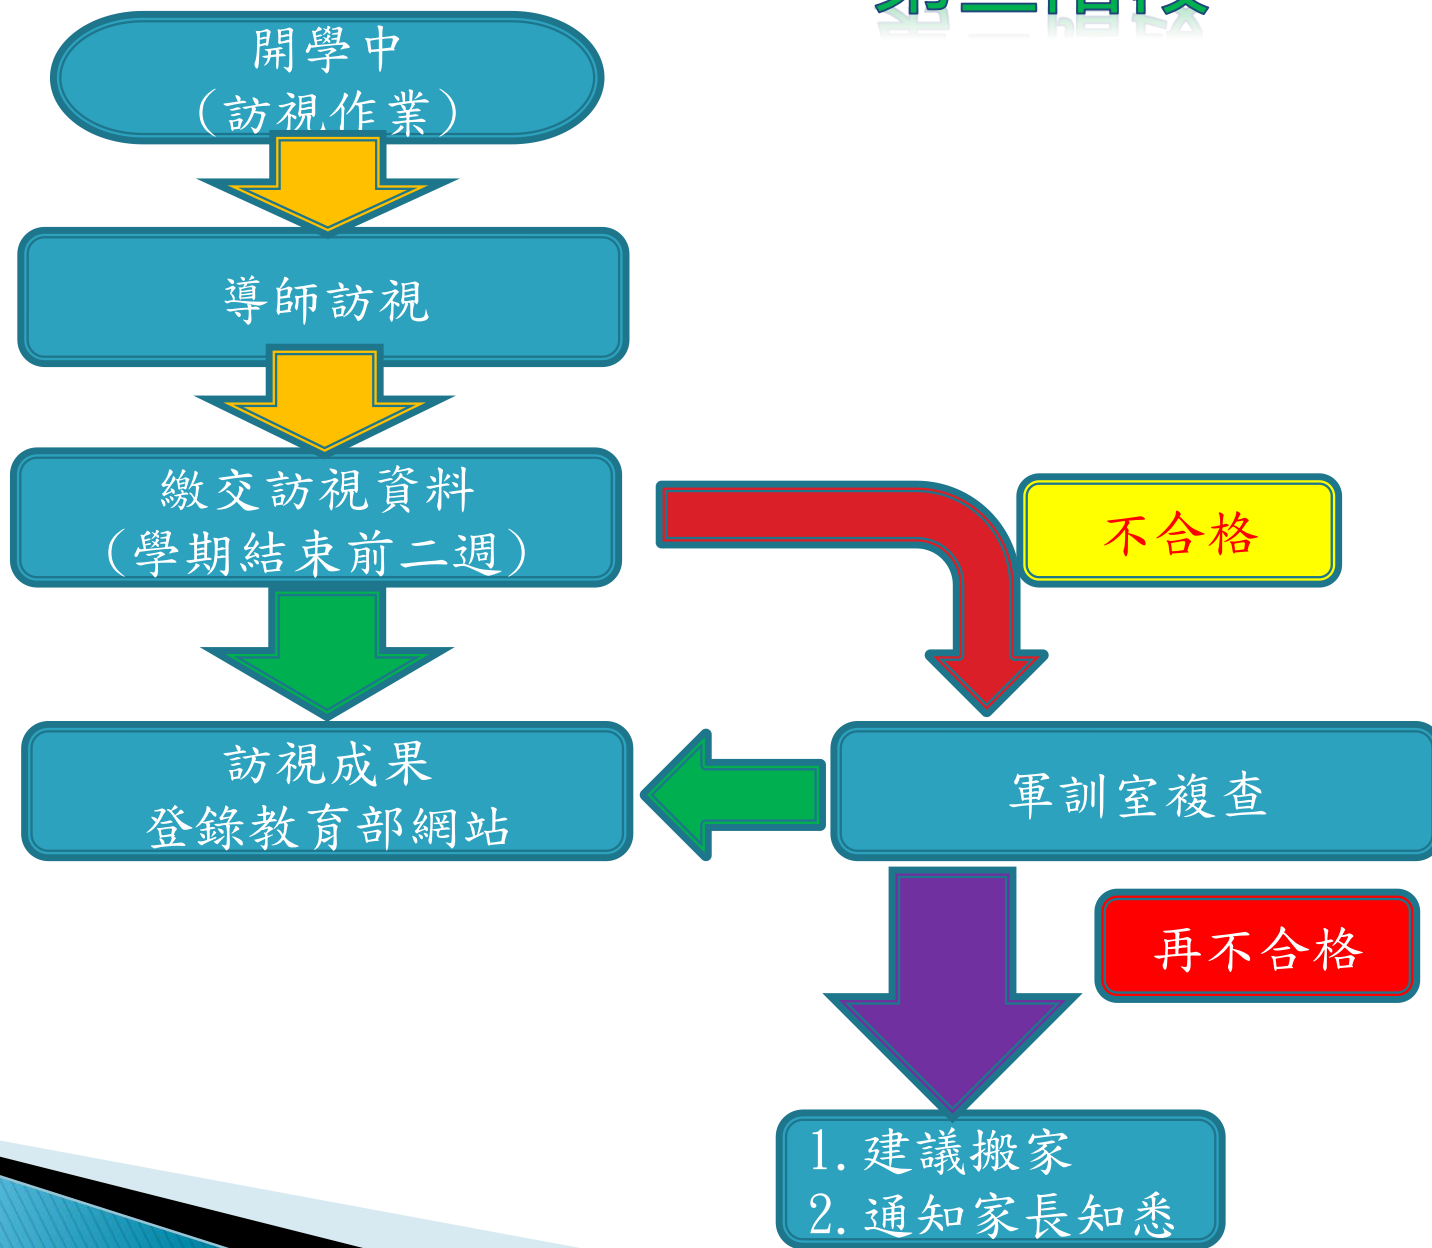 開學中
(訪視作業)
導師訪視
繳交訪視資料
(學期結束前二週)
不合格
訪視成果
登錄教育部網站
軍訓室複查
再不合格
1.建議搬家
2.通知家長知悉